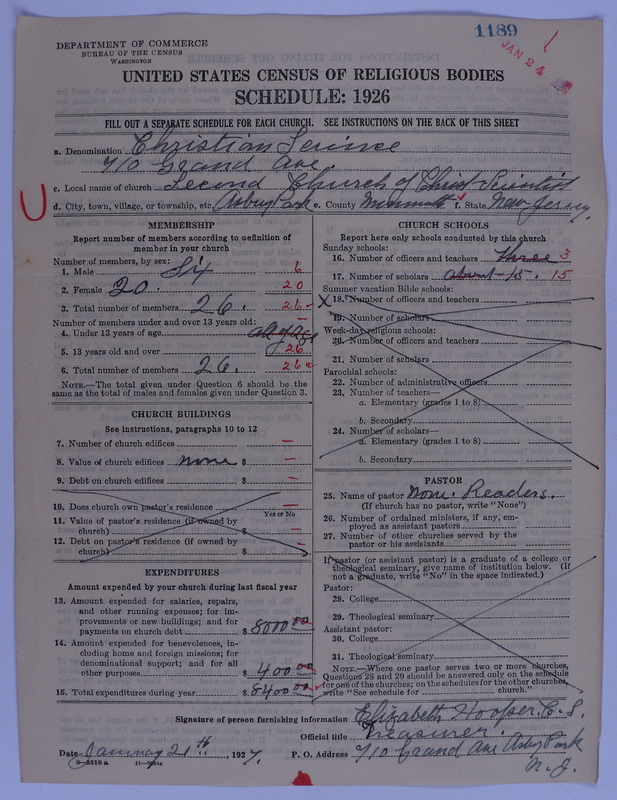 1189
JAN 24
DEPARTMENT OF COMMERCE
BUREAU OF THE CENSUS
WASHINGTON
UNITED STATES CENSUS OF RELIGIOUS BODIES
SCHEDULE: 1926
FILL OUT A SEPARATE SCHEDULE FOR EACH CHURCH. SEE INSTRUCTIONS ON THE BACK OF THIS SHEET
a. Denomination Christian Science
710 Grand Ave.
c. Local name of church Second Church of Christ Scientist
d. City, town, village, or township, etc. Asbury Park e. County Monmouth f. State New Jersey.
MEMBERSHIP
Report number of members according to definition of
member in your church
Number of members, by sex:
1. Male Six 6
2. Female 20. 20
3. Total number of members 26. 26
Number of members under and over 13 years old:
4. Under 13 years of age —
all of age
5. 13 years old and over 26
6. Total number of members 26. 26
NOTE.—The total given under Question 6 should be the
same as the total of males and females given under Question 3.
CHURCH BUILDINGS
See instructions, paragraphs 10 to 12
7. Number of church edifices —
8. Value of church edifices none $ —
9. Debt on church edifices $ —
10. Does church own pastor's residence —
Yes or No
11. Value of pastor's residence (if owned by
church) $ —
12. Debt on pastor's residence (if owned by
church) $ —
EXPENDITURES
Amount expended by your church during last fiscal year
13. Amount expended for salaries, repairs,
and other running expenses; for im-
provements or new buildings; and for
payments on church debt $ 8000 00
14. Amount expended for benevolences, in-
cluding home and foreign missions; for
denominational support; and for all
other purposes $ 400 00
15. Total expenditures during year $ 8400 00
CHURCH SCHOOLS
Report here only schools conducted by this church
Sunday schools:
16. Number of officers and teachers three 3
17. Number of scholars about 15. 15
Summer vacation Bible schools:
X 18. Number of officers and teachers
19. Number of scholars
Week-day religious schools:
20. Number of officers and teachers
21. Number of scholars
Parochial schools:
22. Number of administrative officers
23. Number of teachers—
a. Elementary (grades 1 to 8)
b. Secondary
24. Number of scholars—
a. Elementary (grades 1 to 8)
b. Secondary
PASTOR
25. Name of pastor None. Readers.
(If church has no pastor, write "None")
26. Number of ordained ministers, if any, em-
ployed as assistant pastors
27. Number of other churches served by the
pastor or his assistants
If pastor (or assistant pastor) is a graduate of a college or
theological seminary, give name of institution below. (If
not a graduate, write "No" in the space indicated.)
Pastor:
28. College
29. Theological seminary
Assistant pastor:
30. College
31. Theological seminary
NOTE.—Where one pastor serves two or more churches,
Questions 28 and 29 should be answered only on the schedule
for one of the churches; on the schedules for the other churches,
write "See schedule for church."
Signature of person furnishing information Elizabeth Hooper. C. S.
Official title Treasurer.
Date January 21th, 1927. P. O. Address 710 Grand Ave Asbury Park
N. J.